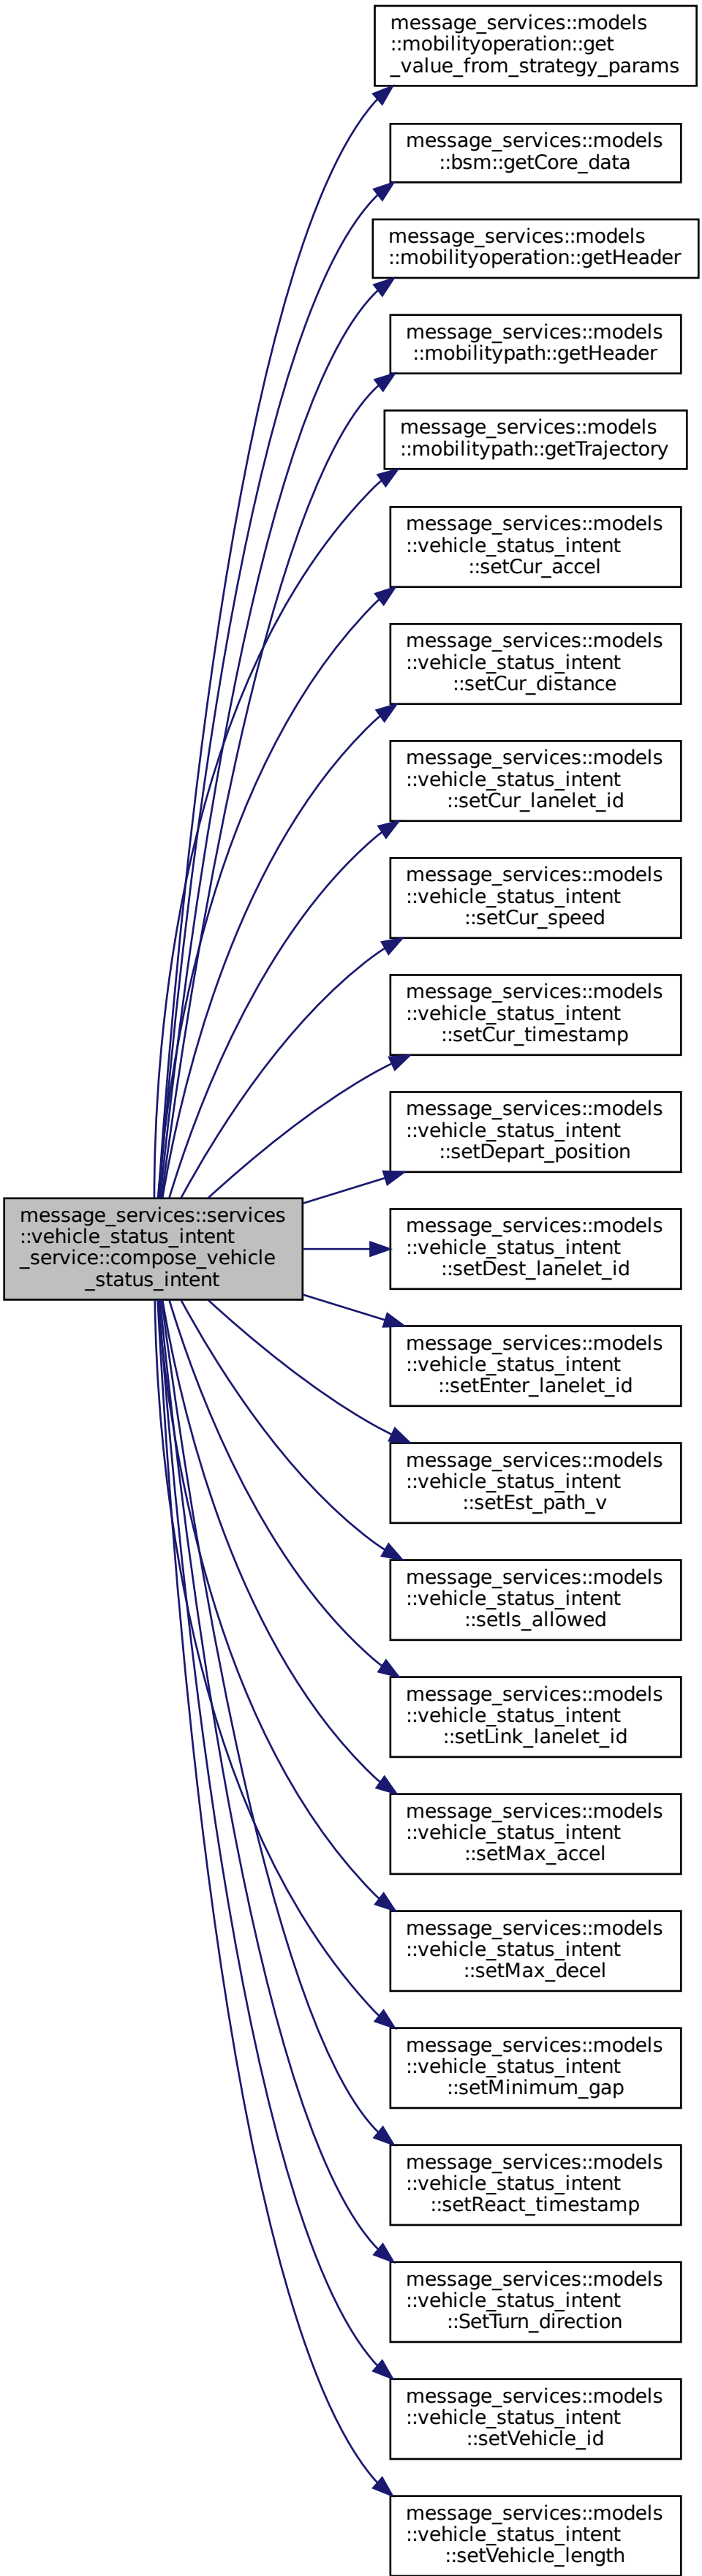 message_services::models
::mobilityoperation::get
_value_from_strategy_params
message_services::models
::bsm::getCore_data
message_services::models
::mobilityoperation::getHeader
message_services::models
::mobilitypath::getHeader
message_services::models
::mobilitypath::getTrajectory
message_services::models
::vehicle_status_intent
::setCur_accel
message_services::models
::vehicle_status_intent
::setCur_distance
message_services::models
::vehicle_status_intent
::setCur_lanelet_id
message_services::models
::vehicle_status_intent
::setCur_speed
message_services::models
::vehicle_status_intent
::setCur_timestamp
message_services::models
::vehicle_status_intent
::setDepart_position
message_services::services
::vehicle_status_intent
_service::compose_vehicle
_status_intent
message_services::models
::vehicle_status_intent
::setDest_lanelet_id
message_services::models
::vehicle_status_intent
::setEnter_lanelet_id
message_services::models
::vehicle_status_intent
::setEst_path_v
message_services::models
::vehicle_status_intent
::setIs_allowed
message_services::models
::vehicle_status_intent
::setLink_lanelet_id
message_services::models
::vehicle_status_intent
::setMax_accel
message_services::models
::vehicle_status_intent
::setMax_decel
message_services::models
::vehicle_status_intent
::setMinimum_gap
message_services::models
::vehicle_status_intent
::setReact_timestamp
message_services::models
::vehicle_status_intent
::SetTurn_direction
message_services::models
::vehicle_status_intent
::setVehicle_id
message_services::models
::vehicle_status_intent
::setVehicle_length